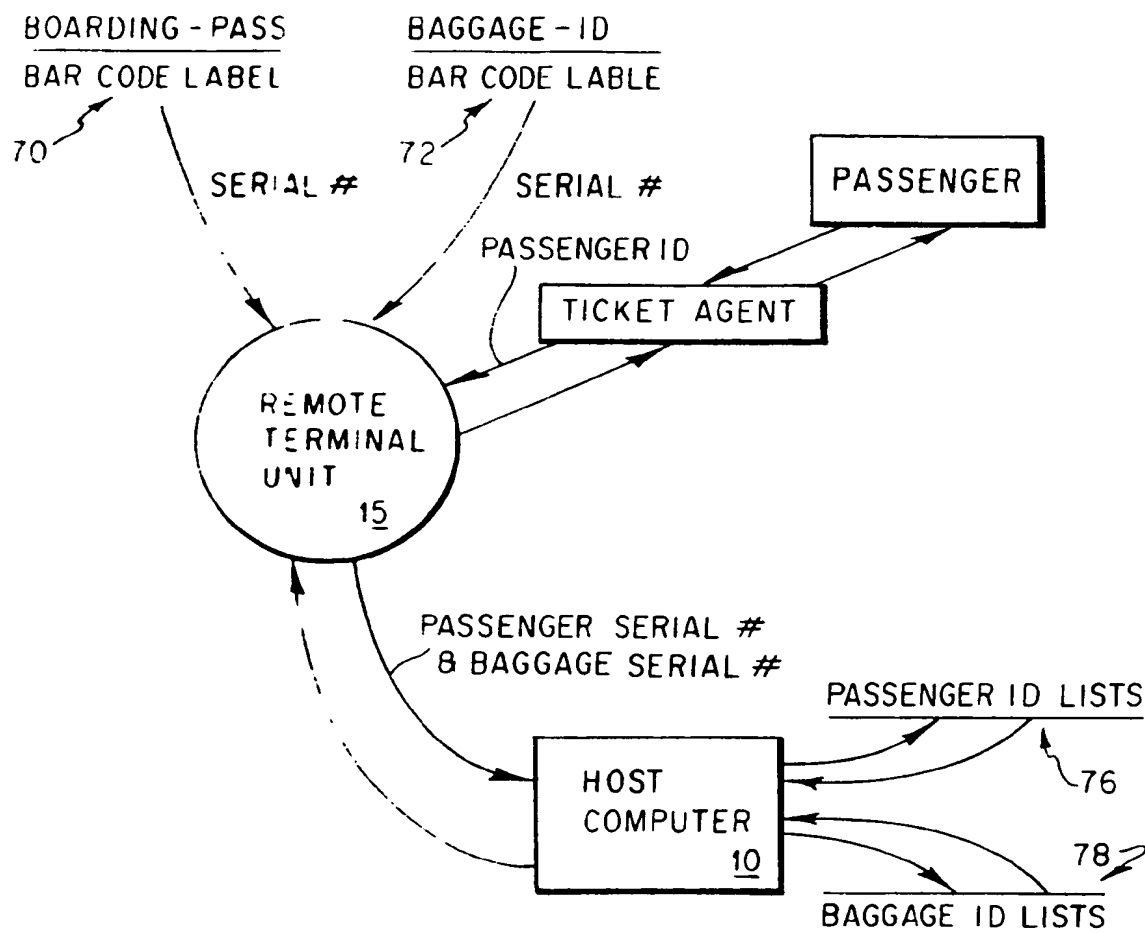 BOARDING-PASS
BAR CODE LABEL
70
SERIAL #
BAGGAGE-ID
BAR CODE LABLE
72
SERIAL #
PASSENGER
PASSENGER ID
TICKET AGENT
REMOTE
TERMINAL
UNIT
15
PASSENGER SERIAL #
& BAGGAGE SERIAL #
HOST
COMPUTER
10
PASSENGER ID LISTS
76
78
BAGGAGE ID LISTS